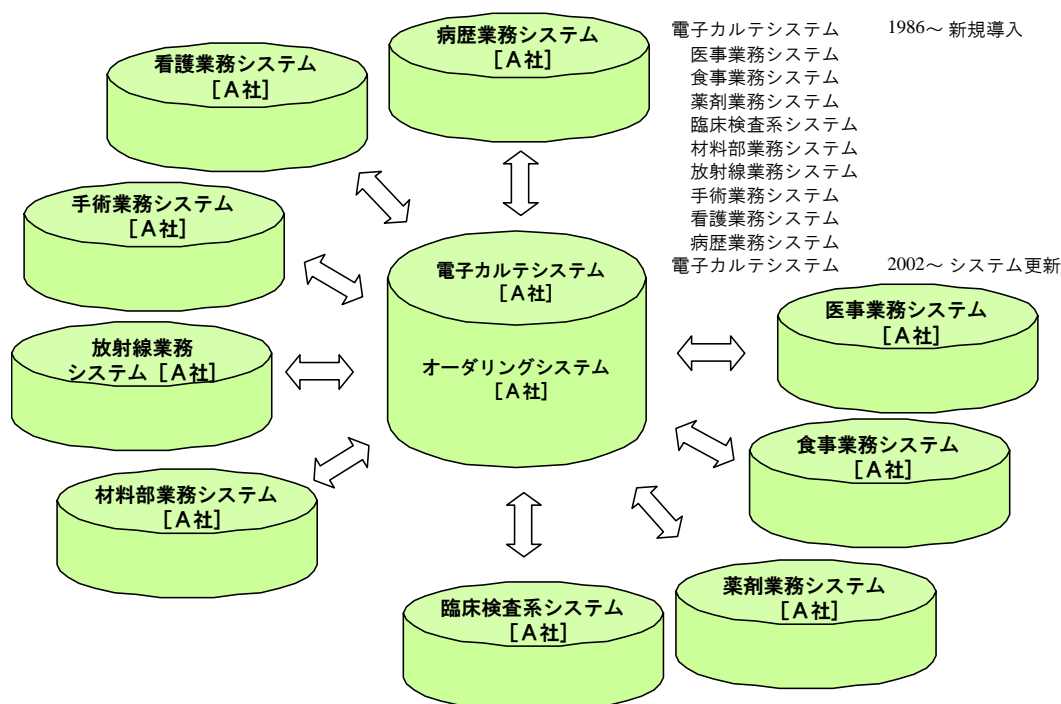 病歴業務システム
[A社]
看護業務システム
[A社]
手術業務システム
[A社]
放射線業務
システム [A社]
材料部業務システム
[A社]
電子カルテシステム
[A社]
オーダリングシステム
[A社]
臨床検査系システム
[A社]
薬剤業務システム
[A社]
食事業務システム
[A社]
医事業務システム
[A社]
電子カルテシステム 1986~ 新規導入
医事業務システム
食事業務システム
薬剤業務システム
臨床検査系システム
材料部業務システム
放射線業務システム
手術業務システム
看護業務システム
病歴業務システム
電子カルテシステム 2002~ システム更新